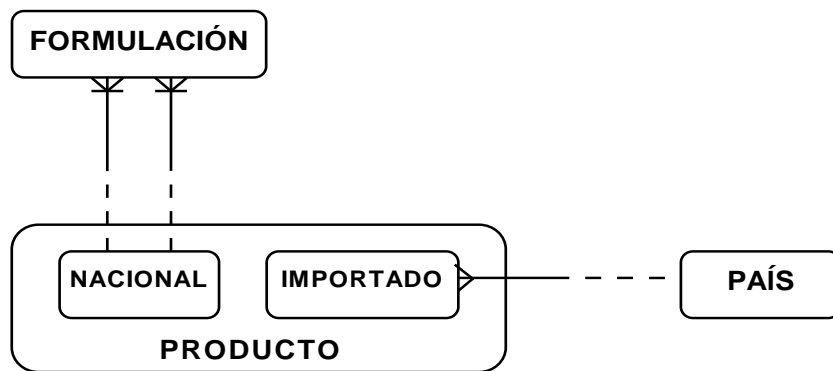 FORMULACIÓN
NACIONAL
IMPORTADO
PAÍS
PRODUCTO